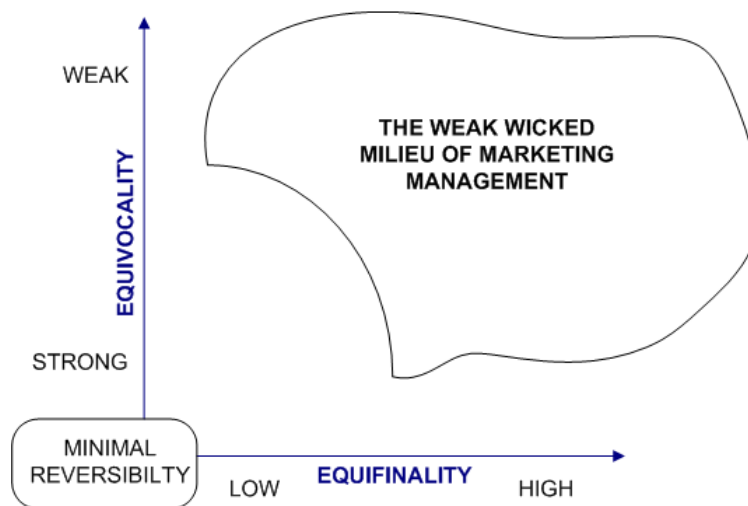 WEAK
THE WEAK WICKED
MILIEU OF MARKETING
MANAGEMENT
EQUIVOCALITY
STRONG
MINIMAL
REVERSIBILTY
EQUIFINALITY
LOW
HIGH